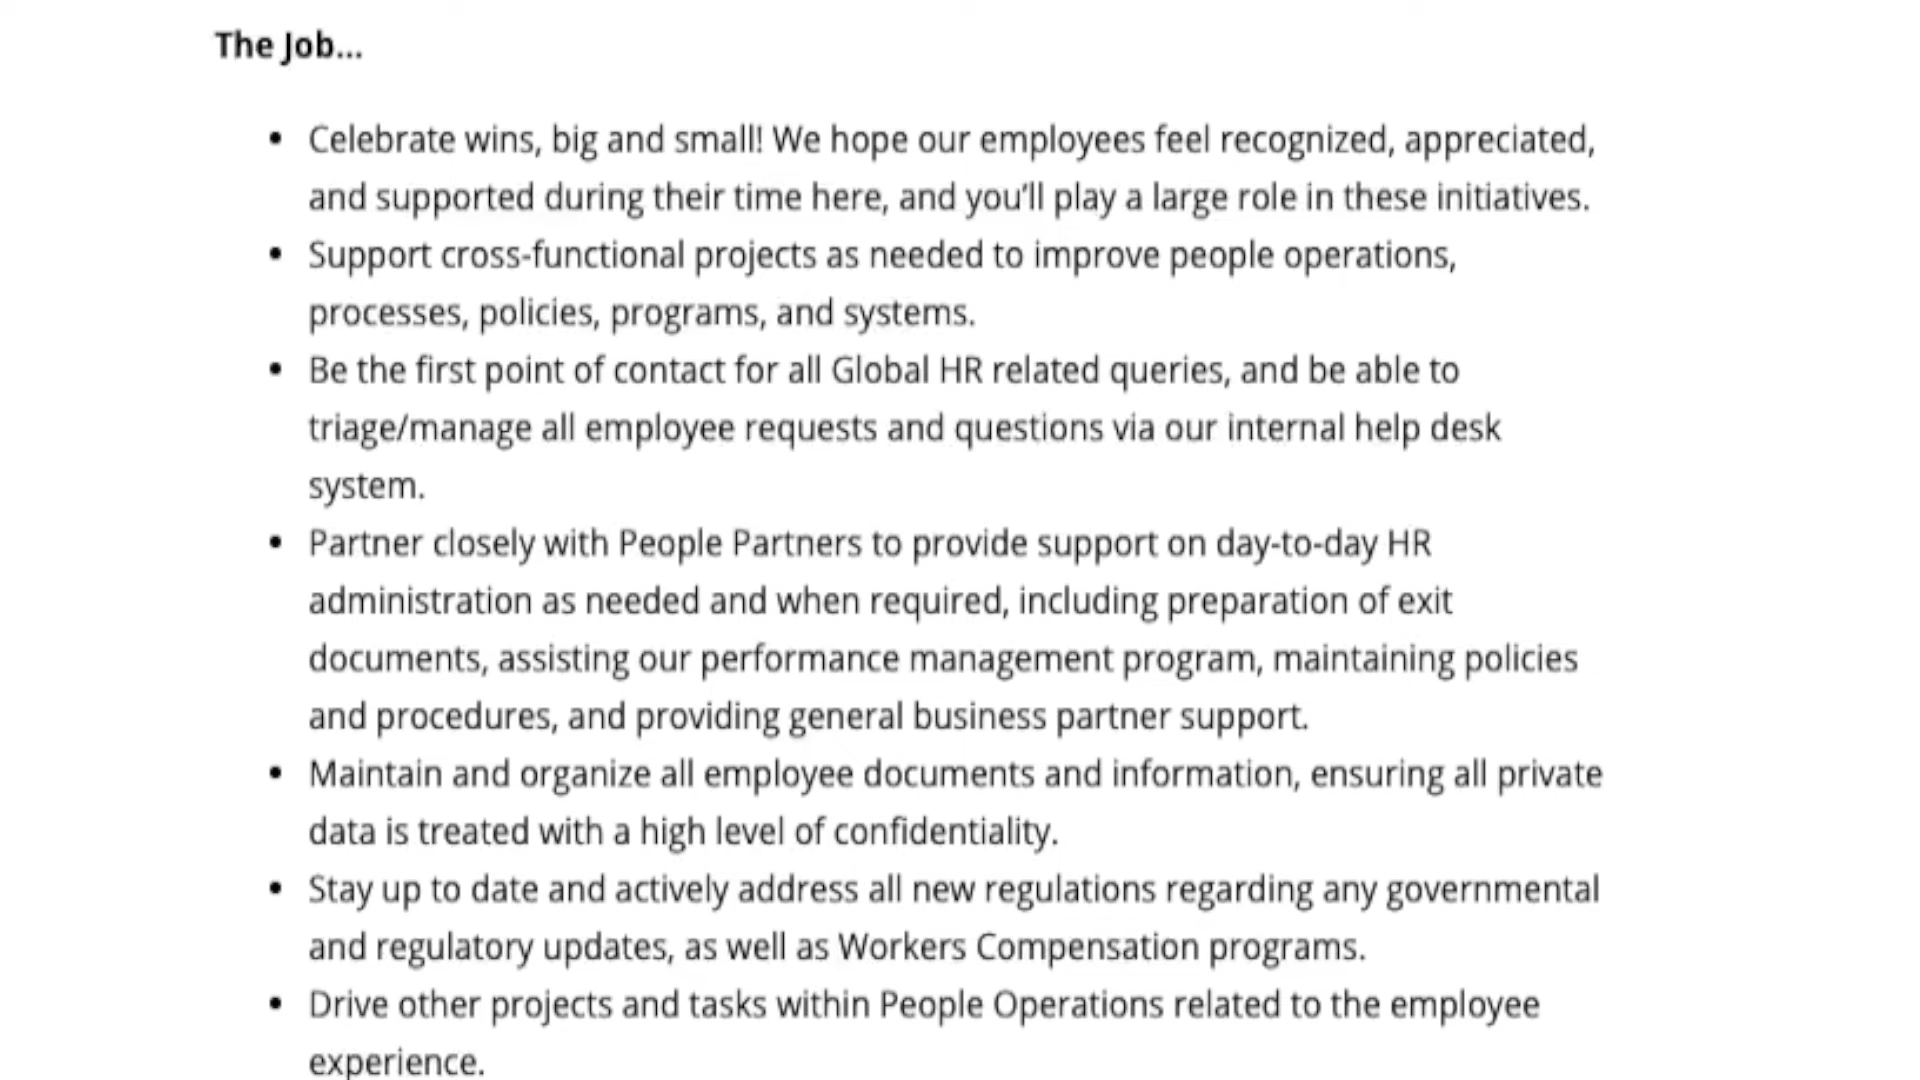 The Job...
• Celebrate wins, big and small! We hope our employees feel recognized, appreciated,
and supported during their time here, and you'll play a large role in these initiatives.
• Support cross-functional projects as needed to improve people operations,
processes, policies, programs, and systems.
• Be the first point of contact for all Global HR related queries, and be able to
triage/manage all employee requests and questions via our internal help desk
system.
• Partner closely with People Partners to provide support on day-to-day HR
administration as needed and when required, including preparation of exit
documents, assisting our performance management program, maintaining policies
and procedures, and providing general business partner support.
• Maintain and organize all employee documents and information, ensuring all private
data is treated with a high level of confidentiality.
• Stay up to date and actively address all new regulations regarding any governmental
and regulatory updates, as well as Workers Compensation programs.
• Drive other projects and tasks within People Operations related to the employee
experience.